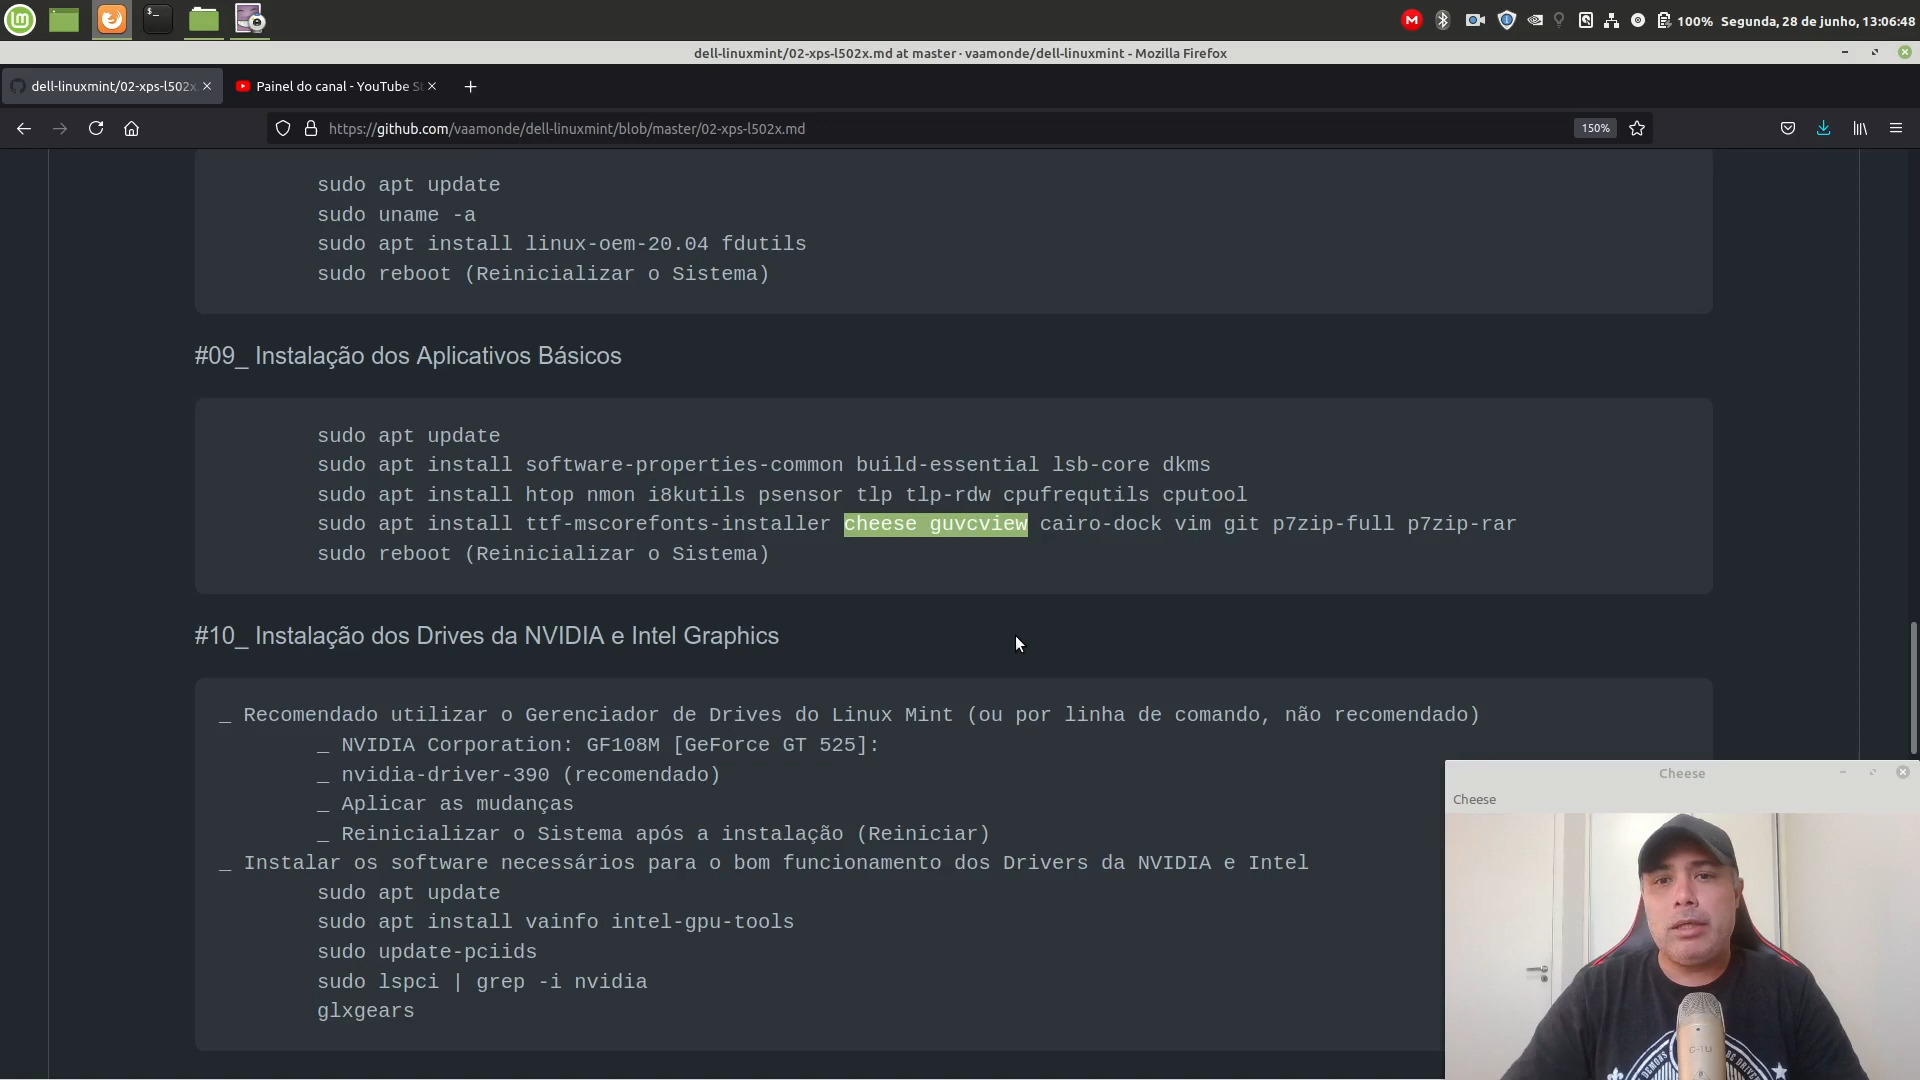 100% Segunda, 28 de junho, 13:06:48
dell-linuxmint/02-xps-l502x.md at master · vaamonde/dell-linuxmint - Mozilla Firefox
dell-linuxmint/02-xps-l502x.
Painel do canal - YouTube St
https://github.com/vaamonde/dell-linuxmint/blob/master/02-xps-l502x.md
150%
sudo apt update
sudo uname -a
sudo apt install linux-oem-20.04 fdutils
sudo reboot (Reinicializar o Sistema)
#09_ Instalação dos Aplicativos Básicos
sudo apt update
sudo apt install software-properties-common build-essential lsb-core dkms
sudo apt install htop nmon i8kutils psensor tlp tlp-rdw cpufrequtils cputool
sudo apt install ttf-mscorefonts-installer cheese guvcview cairo-dock vim git p7zip-full p7zip-rar
sudo reboot (Reinicializar o Sistema)
#10_ Instalação dos Drives da NVIDIA e Intel Graphics
_ Recomendado utilizar o Gerenciador de Drives do Linux Mint (ou por linha de comando, não recomendado)
_ NVIDIA Corporation: GF108M [GeForce GT 525]:
_ nvidia-driver-390 (recomendado)
_ Aplicar as mudanças
_ Reinicializar o Sistema após a instalação (Reiniciar)
_ Instalar os software necessários para o bom funcionamento dos Drivers da NVIDIA e Intel
sudo apt update
sudo apt install vainfo intel-gpu-tools
sudo update-pciids
sudo lspci | grep -i nvidia
glxgears
Cheese
Cheese